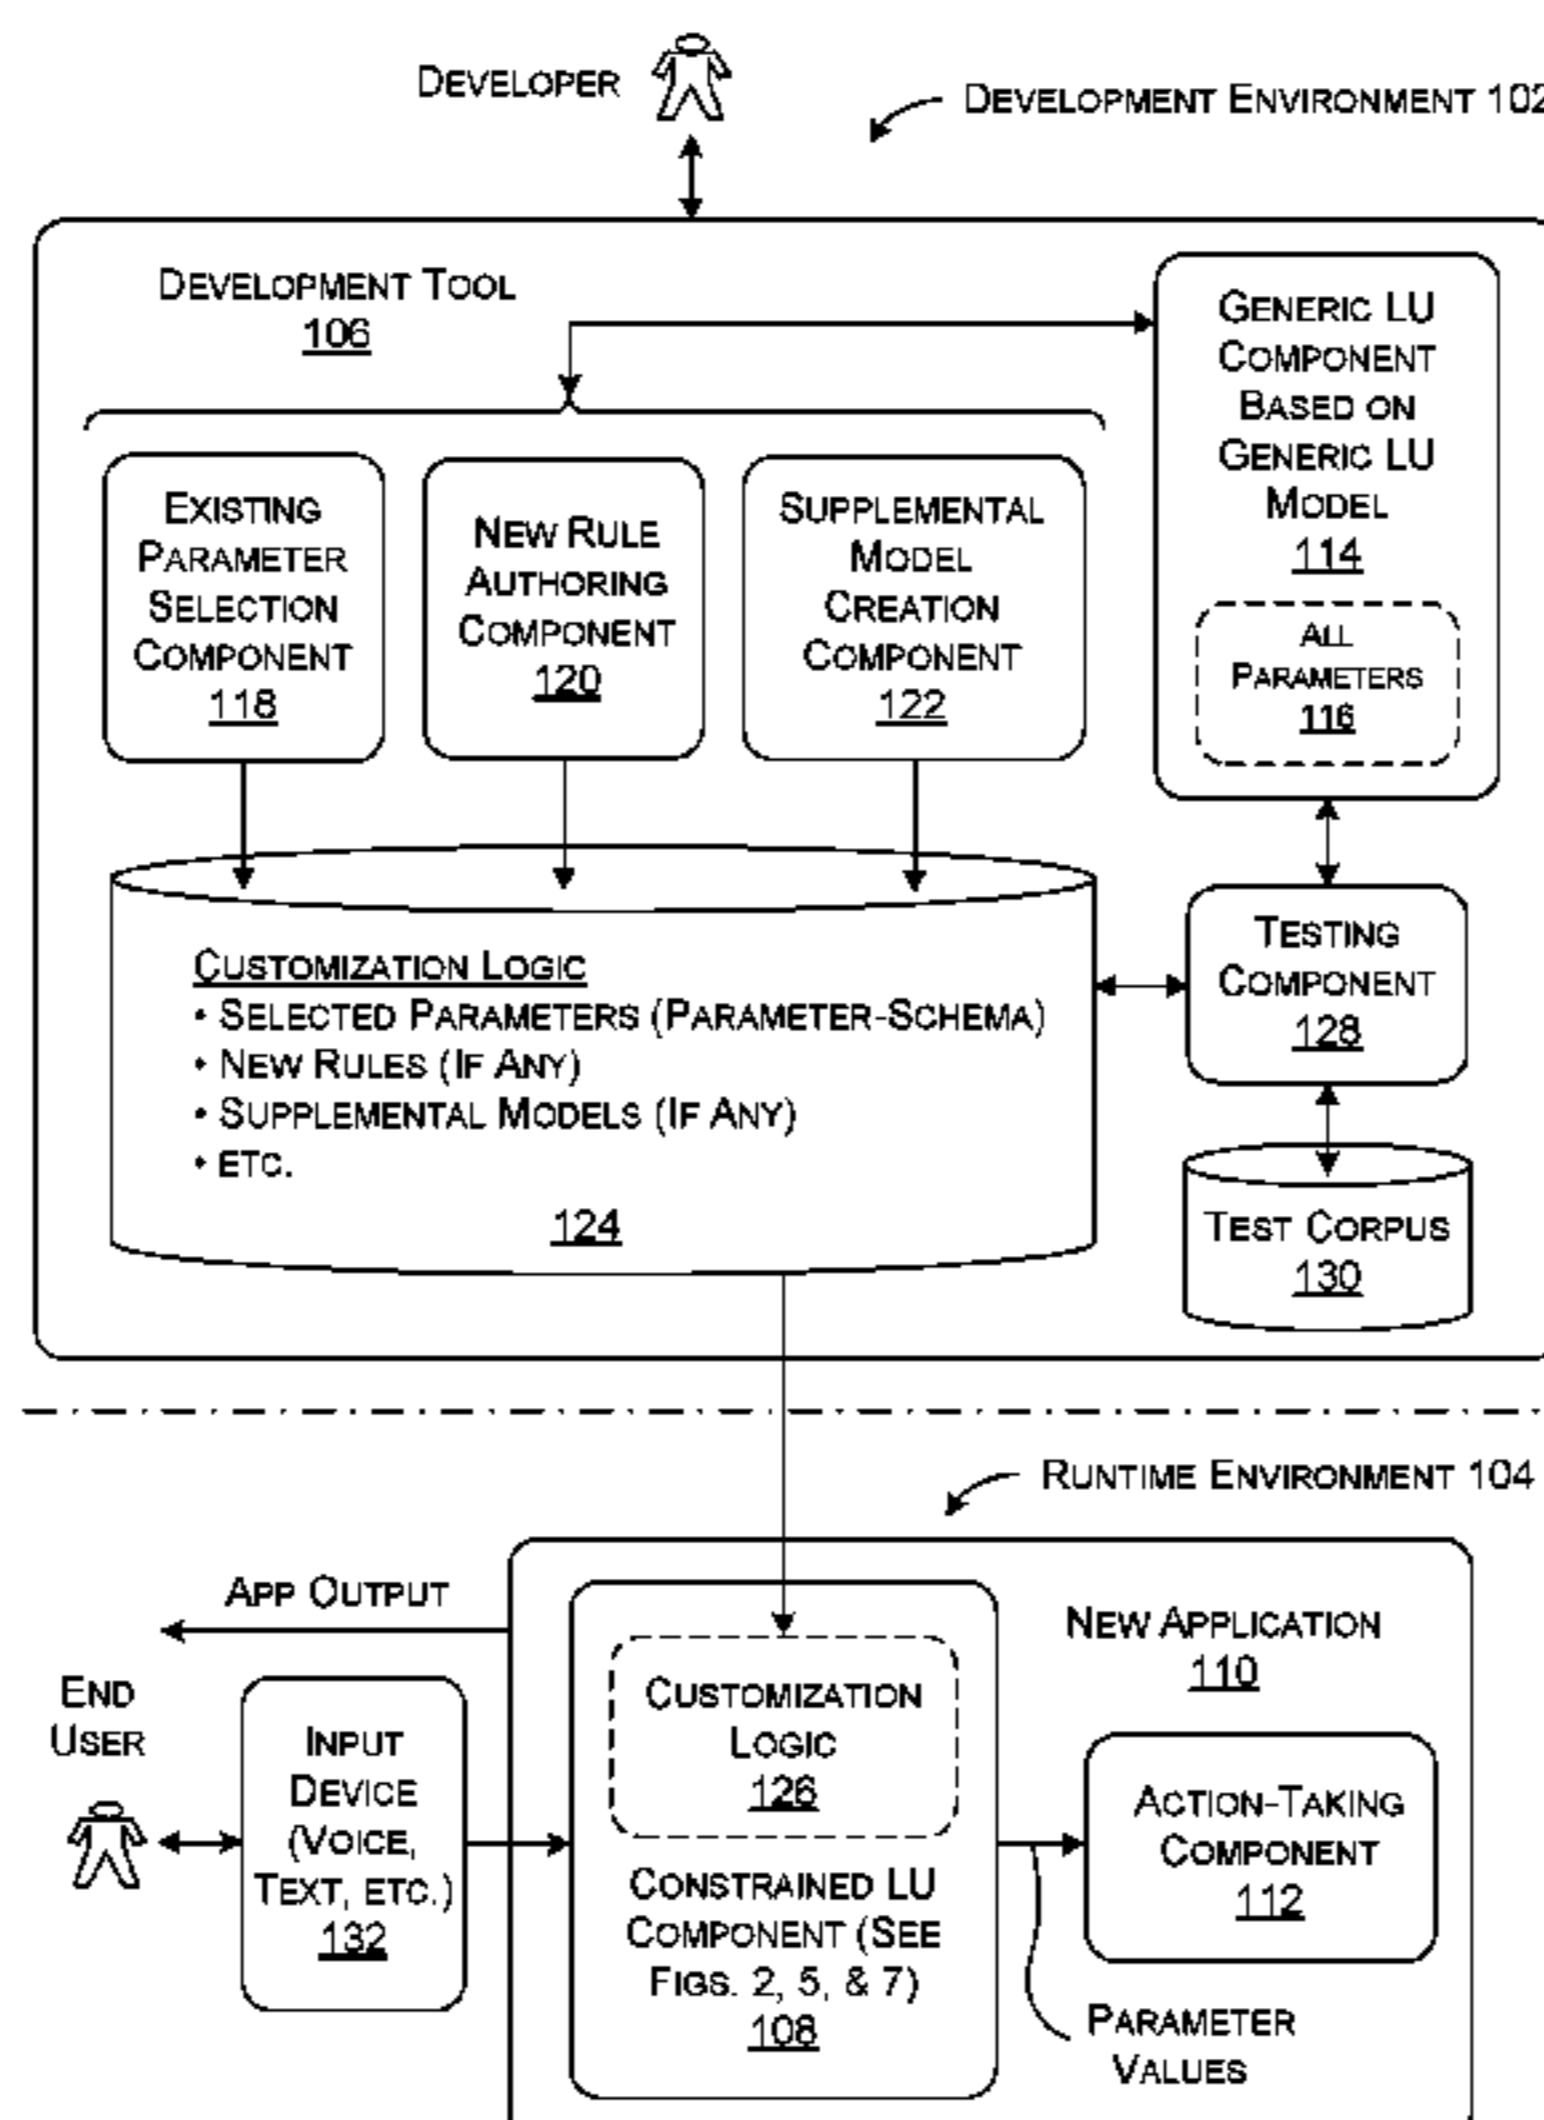 DEVELOPER
DEVELOPMENT ENVIRONMENT 102
DEVELOPMENT TOOL
106
GENERIC LU
COMPONENT
BASED ON
GENERIC LU
MODEL
114
ALL
PARAMETERS
116
EXISTING
PARAMETER
SELECTION
COMPONENT
118
NEW RULE
AUTHORING
COMPONENT
120
SUPPLEMENTAL
MODEL
CREATION
COMPONENT
122
CUSTOMIZATION LOGIC
• SELECTED PARAMETERS (PARAMETER-SCHEMA)
• NEW RULES (IF ANY)
• SUPPLEMENTAL MODELS (IF ANY)
• ETC.
124
TESTING
COMPONENT
128
TEST CORPUS
130
RUNTIME ENVIRONMENT 104
APP OUTPUT
END
USER
INPUT
DEVICE
(VOICE,
TEXT, ETC.)
132
CUSTOMIZATION
LOGIC
126
CONSTRAINED LU
COMPONENT (SEE
FIGS. 2, 5, & 7)
108
NEW APPLICATION
110
ACTION-TAKING
COMPONENT
112
PARAMETER
VALUES